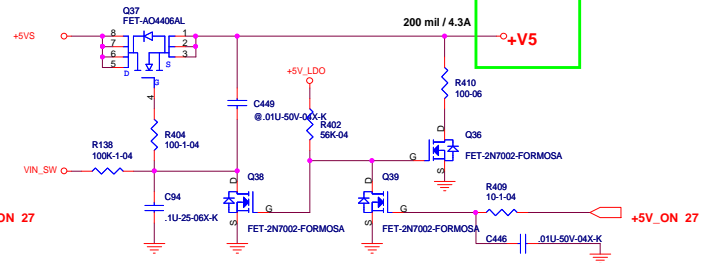 Q37
FET-AO4406AL
+5VS
8
7
6
5
D
S
G
1
2
3
4
200 mil / 4.3A
+V5
+5V_LDO
R410
100-06
C449
@.01U-50V-04X-K
R402
56K-04
R404
100-1-04
R138
100K-1-04
VIN_SW
Q36
D
G
S
FET-2N7002-FORMOSA
C94
.1U-25-06X-K
Q38
D
G
S
FET-2N7002-FORMOSA
Q39
D
G
S
FET-2N7002-FORMOSA
R409
10-1-04
+5V_ON 27
ON 27
C446
.01U-50V-04X-K